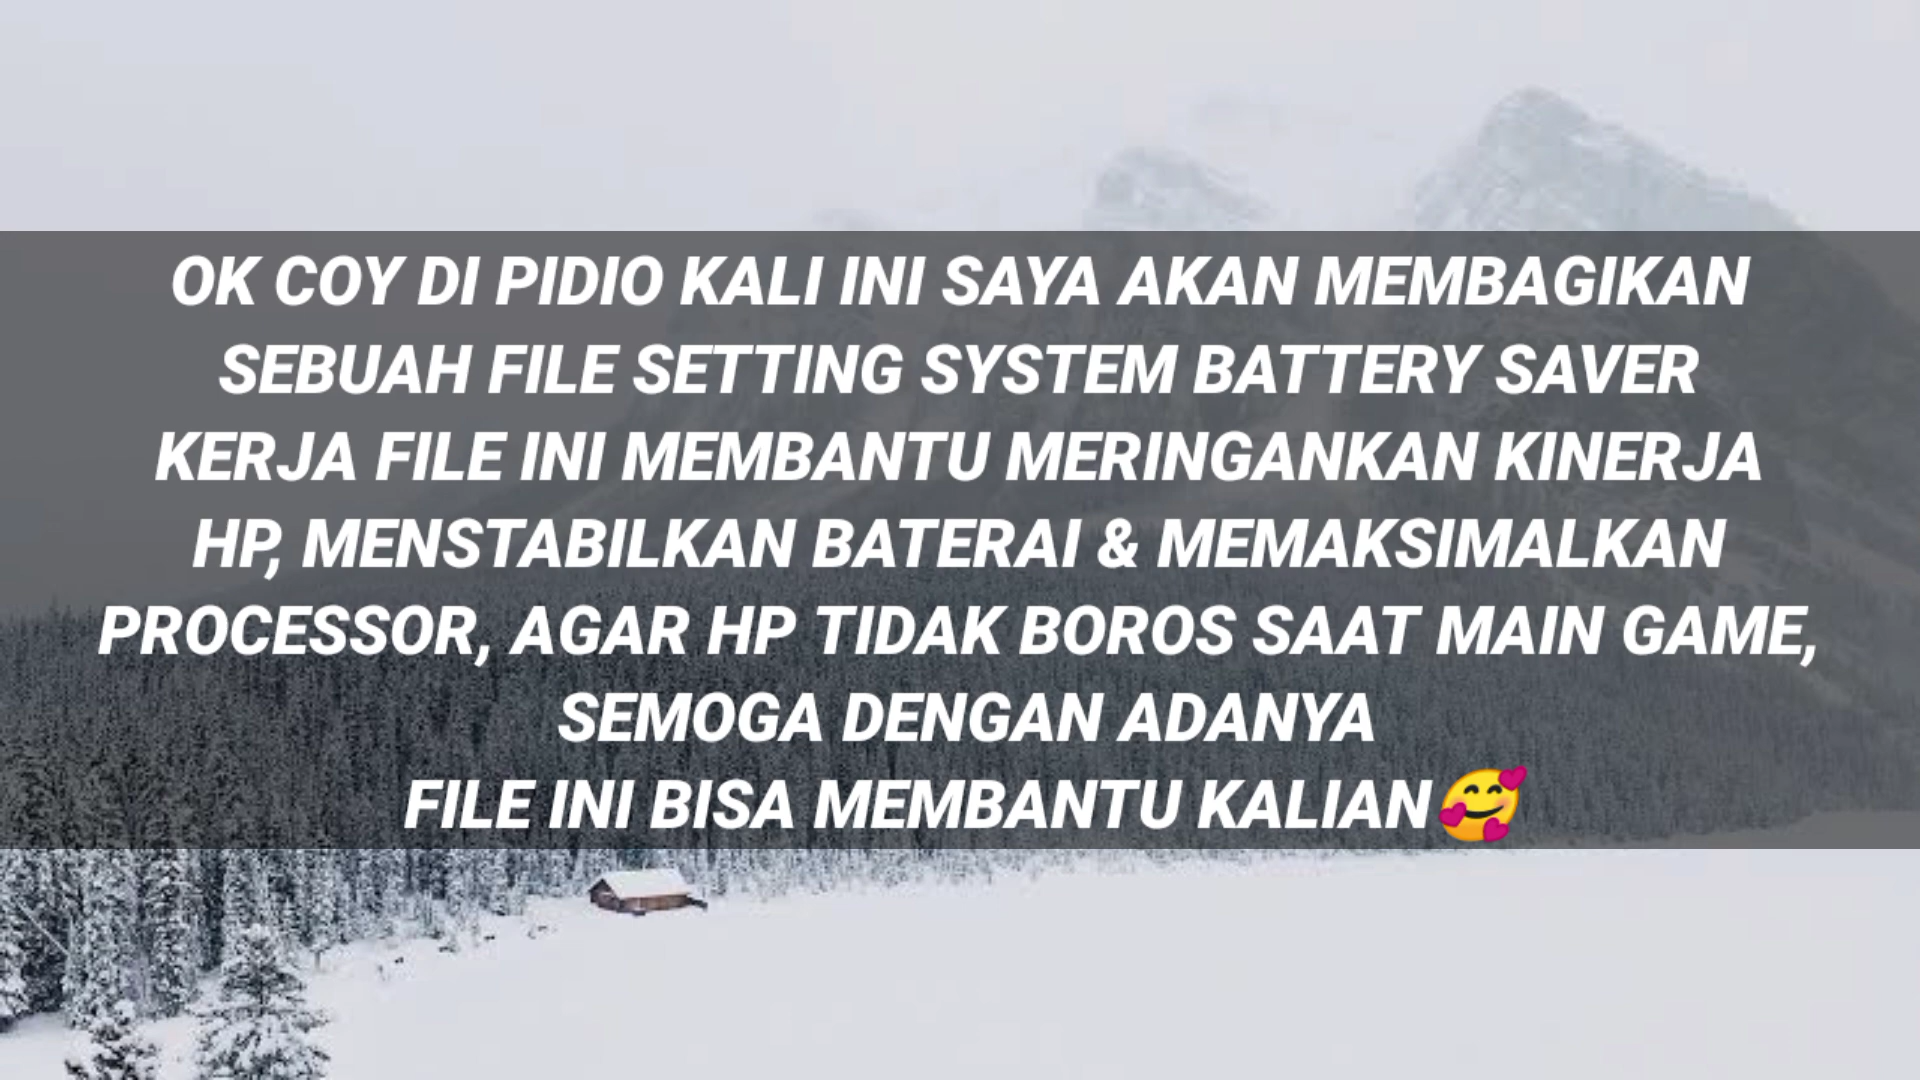 OK COY DI PIDIO KALI INI SAYA AKAN MEMBAGIKAN
SEBUAH FILE SETTING SYSTEM BATTERY SAVER
KERJA FILE INI MEMBANTU MERINGANKAN KINERJA
HP, MENSTABILKAN BATERAI & MEMAKSIMALKAN
PROCESSOR, AGAR HP TIDAK BOROS SAAT MAIN GAME,
SEMOGA DENGAN ADANYA
FILE INI BISA MEMBANTU KALIAN🥰